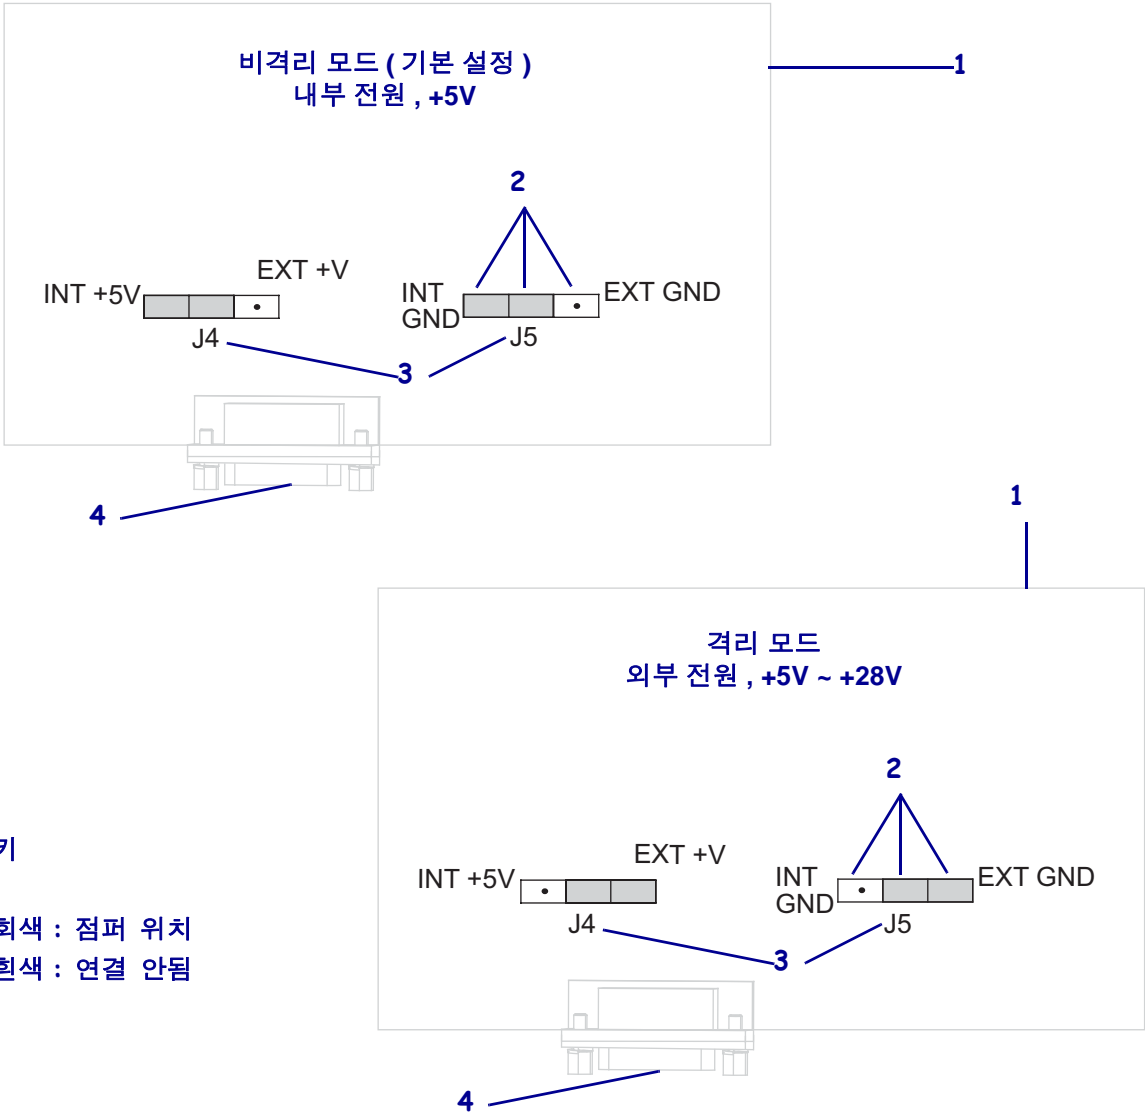 비격리 모드 ( 기본 설정 )
내부 전원 , +5V
1
2
EXT +V
INT +5V
INT
GND
EXT GND
J4
J5
3
4
1
격리 모드
외부 전원 , +5V ~ +28V
2
키
EXT +V
INT +5V
INT
GND
EXT GND
회색 : 점퍼 위치
J4
J5
흰색 : 연결 안됨
3
4